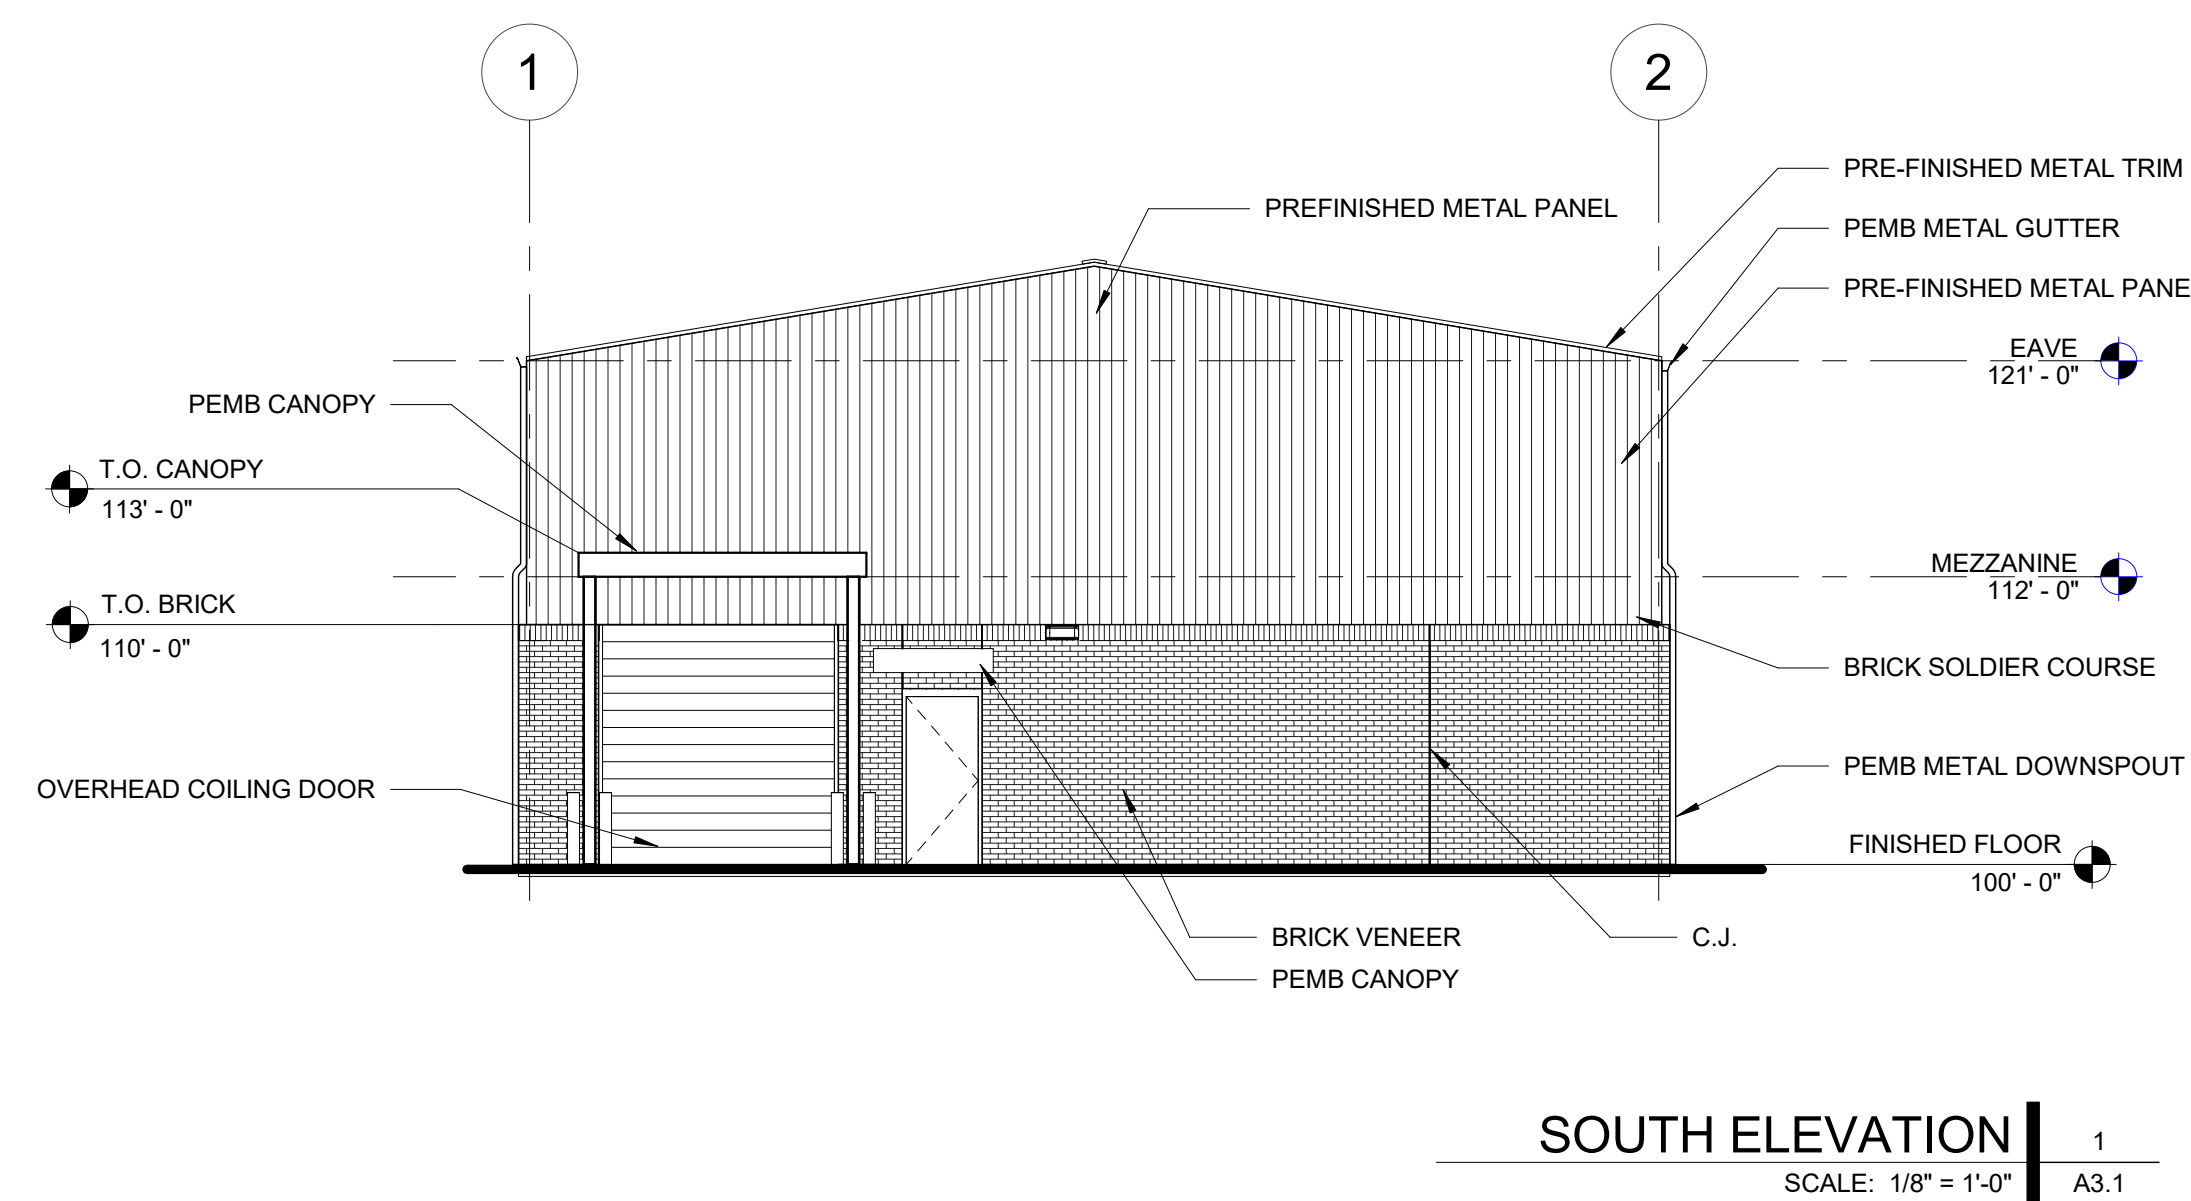 1
2
PRE-FINISHED METAL TRIM
PREFINISHED METAL PANEL
PEMB METAL GUTTER
PRE-FINISHED METAL PANE
EAVE
121' - 0"
PEMB CANOPY
T.O. CANOPY
113' - 0"
MEZZANINE
112' - 0"
T.O. BRICK
110' - 0"
BRICK SOLDIER COURSE
PEMB METAL DOWNSPOUT
OVERHEAD COILING DOOR
FINISHED FLOOR
100' - 0"
BRICK VENEER
C.J.
PEMB CANOPY
SOUTH ELEVATION
1
SCALE: 1/8" = 1'-0"
A3.1